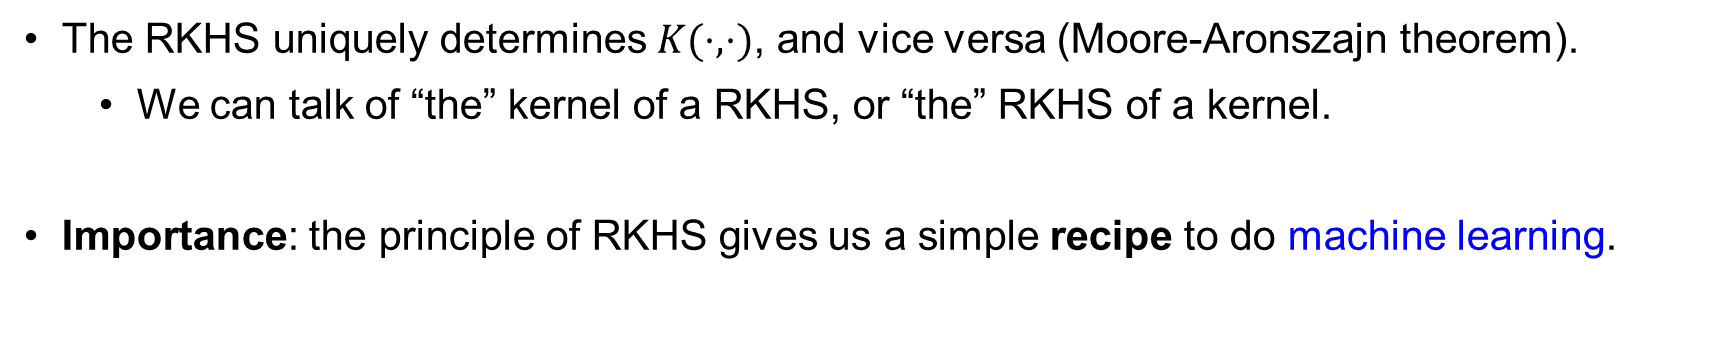 • The RKHS uniquely determines K(·,·), and vice versa (Moore-Aronszajn theorem).
• We can talk of “the” kernel of a RKHS, or “the” RKHS of a kernel.
• Importance: the principle of RKHS gives us a simple recipe to do machine learning.